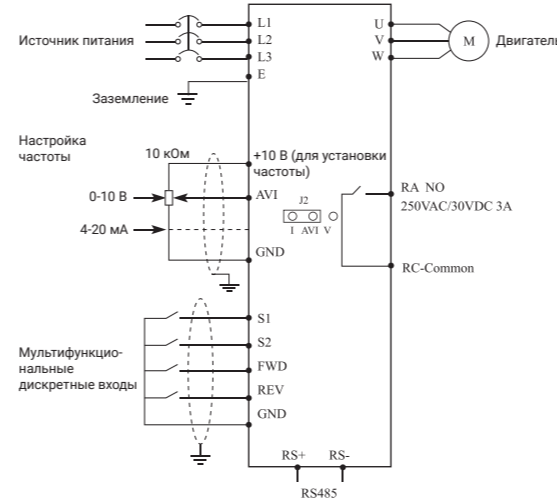 L1
U
Источник питания
L2
V
M
Двигатель
L3
W
E
Заземление
Настройка
частоты
10 кОм
+10 В (для установки
частоты)
0-10 В
AVI
J2
I AVI V
RA NO
250VAC/30VDC 3A
4-20 мА
GND
RC-Common
S1
S2
Мультифункцио-
нальные
дискретные входы
FWD
REV
GND
RS+ RS-
RS485